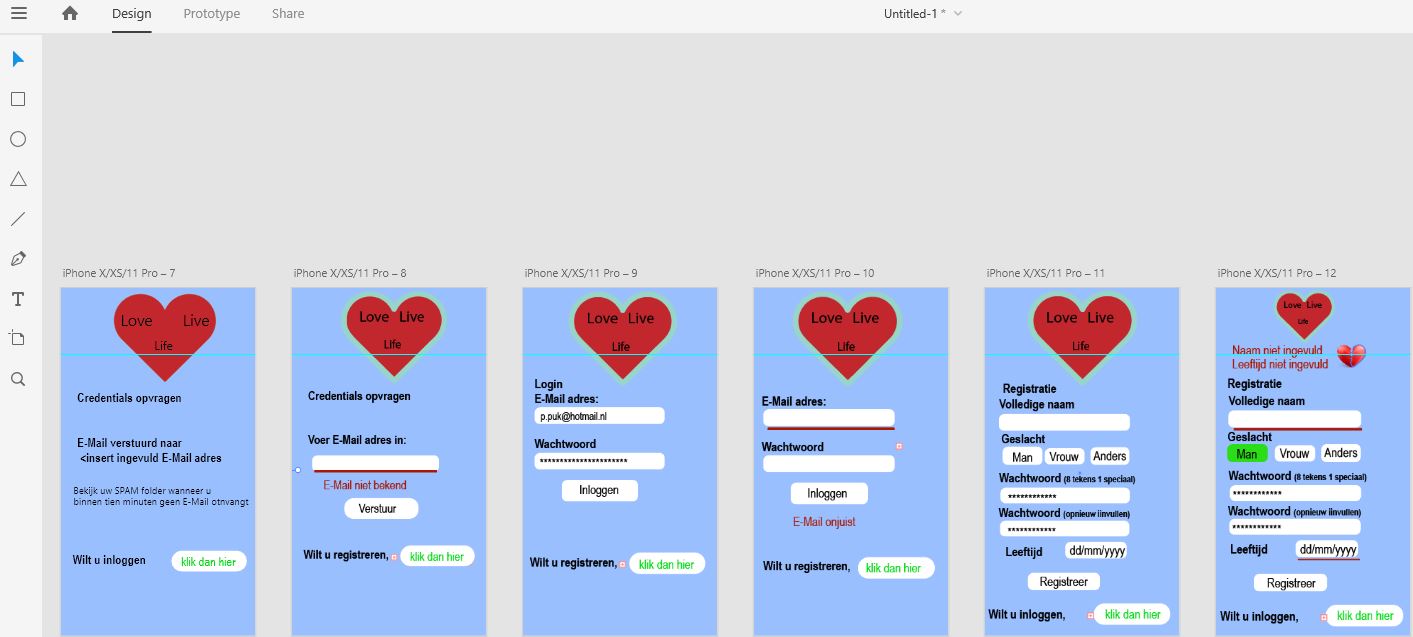 Design
Prototype
Share
Untitled-1 *
iPhone X/XS/11 Pro – 7
Love Live
Life
Credentials opvragen
E-Mail verstuurd naar
<insert ingevuld E-Mail adres
Bekijk uw SPAM folder wanneer u
binnen tien minuten geen E-Mail otnvangt
Wilt u inloggen
klik dan hier
iPhone X/XS/11 Pro – 8
Love Live
Life
Credentials opvragen
Voer E-Mail adres in:
E-Mail niet bekend
Verstuur
Wilt u registreren,
klik dan hier
iPhone X/XS/11 Pro – 9
Love Live
Life
Login
E-Mail adres:
p.puk@hotmail.nl
Wachtwoord
**********************
Inloggen
Wilt u registreren,
klik dan hier
iPhone X/XS/11 Pro – 10
Love Live
Life
E-Mail adres:
Wachtwoord
Inloggen
E-Mail onjuist
Wilt u registreren,
klik dan hier
iPhone X/XS/11 Pro – 11
Love Live
Life
Registratie
Volledige naam
Geslacht
Man Vrouw Anders
Wachtwoord (8 tekens 1 speciaal)
************
Wachtwoord (opnieuw iinvullen)
************
Leeftijd dd/mm/yyyy
Registreer
Wilt u inloggen,
klik dan hier
iPhone X/XS/11 Pro – 12
Love Live
Life
Naam niet ingevuld
Leeftijd niet ingevuld
Registratie
Volledige naam
Geslacht
Man Vrouw Anders
Wachtwoord (8 tekens 1 speciaal)
************
Wachtwoord (opnieuw iinvullen)
************
Leeftijd dd/mm/yyyy
Registreer
Wilt u inloggen,
klik dan hier